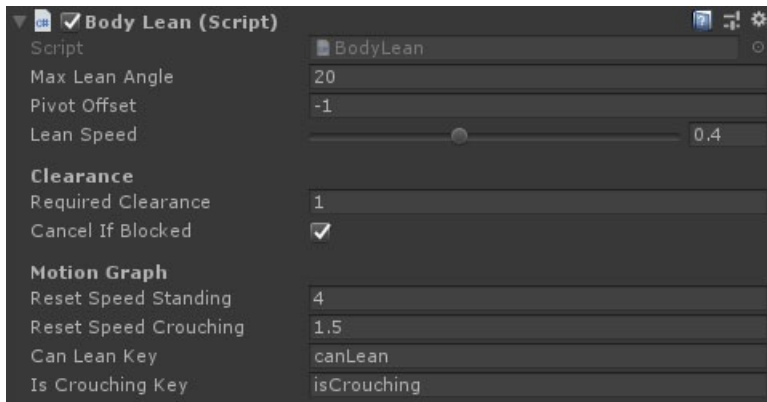 Body Lean (Script)
Script BodyLean
Max Lean Angle 20
Pivot Offset -1
Lean Speed 0.4
Clearance
Required Clearance 1
Cancel If Blocked
Motion Graph
Reset Speed Standing 4
Reset Speed Crouching 1.5
Can Lean Key canLean
Is Crouching Key isCrouching